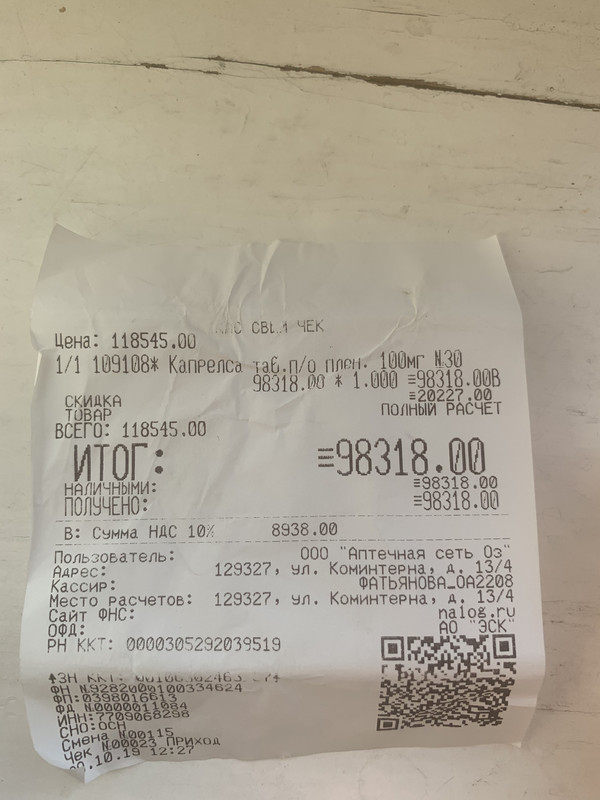 ЧЕК
Цена: 118545.00
1/1 109108* Капрелса таб.п/о плен. 100мг N30
98318.00 * 1.000 ≡98318.00В
СКИДКА ≡20227.00
ТОВАР ПОЛНЫЙ РАСЧЕТ
ВСЕГО: 118545.00
ИТОГ: ≡98318.00
НАЛИЧНЫМИ: ≡98318.00
ПОЛУЧЕНО: ≡98318.00
В: Сумма НДС 10% 8938.00
Пользователь: ООО "Аптечная сеть Оз"
Адрес: 129327, ул. Коминтерна, д. 13/4
Кассир: ФАТЬЯНОВА_ОА2208
Место расчетов: 129327, ул. Коминтерна, д. 13/4
Сайт ФНС: nalog.ru
ОФД: АО "ЭСК"
РН ККТ: 0000305292039519
ЗН ККТ:
ФН N9282000100334624
ФП:0398016613
ФД N0000011084
ИНН:7709068298
СНО:ОСН
Смена N00115
Чек N00023 ПРИХОД
.10.19 12:27